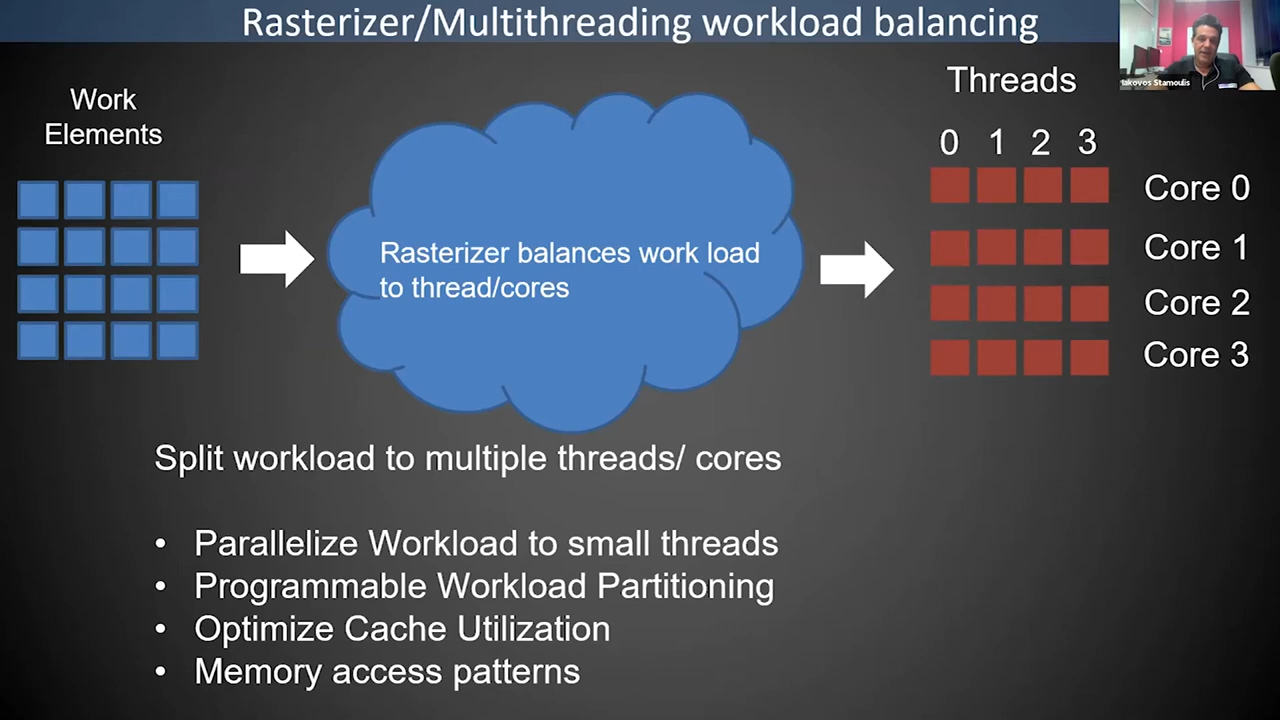 Rasterizer/Multithreading workload balancing
Iakovos Stamoulis
Work
Elements
Rasterizer balances work load
to thread/cores
Threads
0 1 2 3
Core 0
Core 1
Core 2
Core 3
Split workload to multiple threads/ cores
• Parallelize Workload to small threads
• Programmable Workload Partitioning
• Optimize Cache Utilization
• Memory access patterns